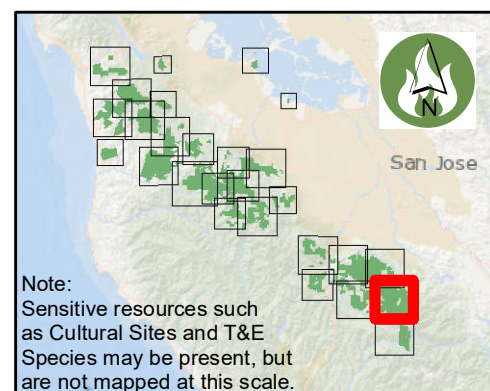 N
San Jose
Note:
Sensitive resources such
as Cultural Sites and T&E
Species may be present, but
are not mapped at this scale.